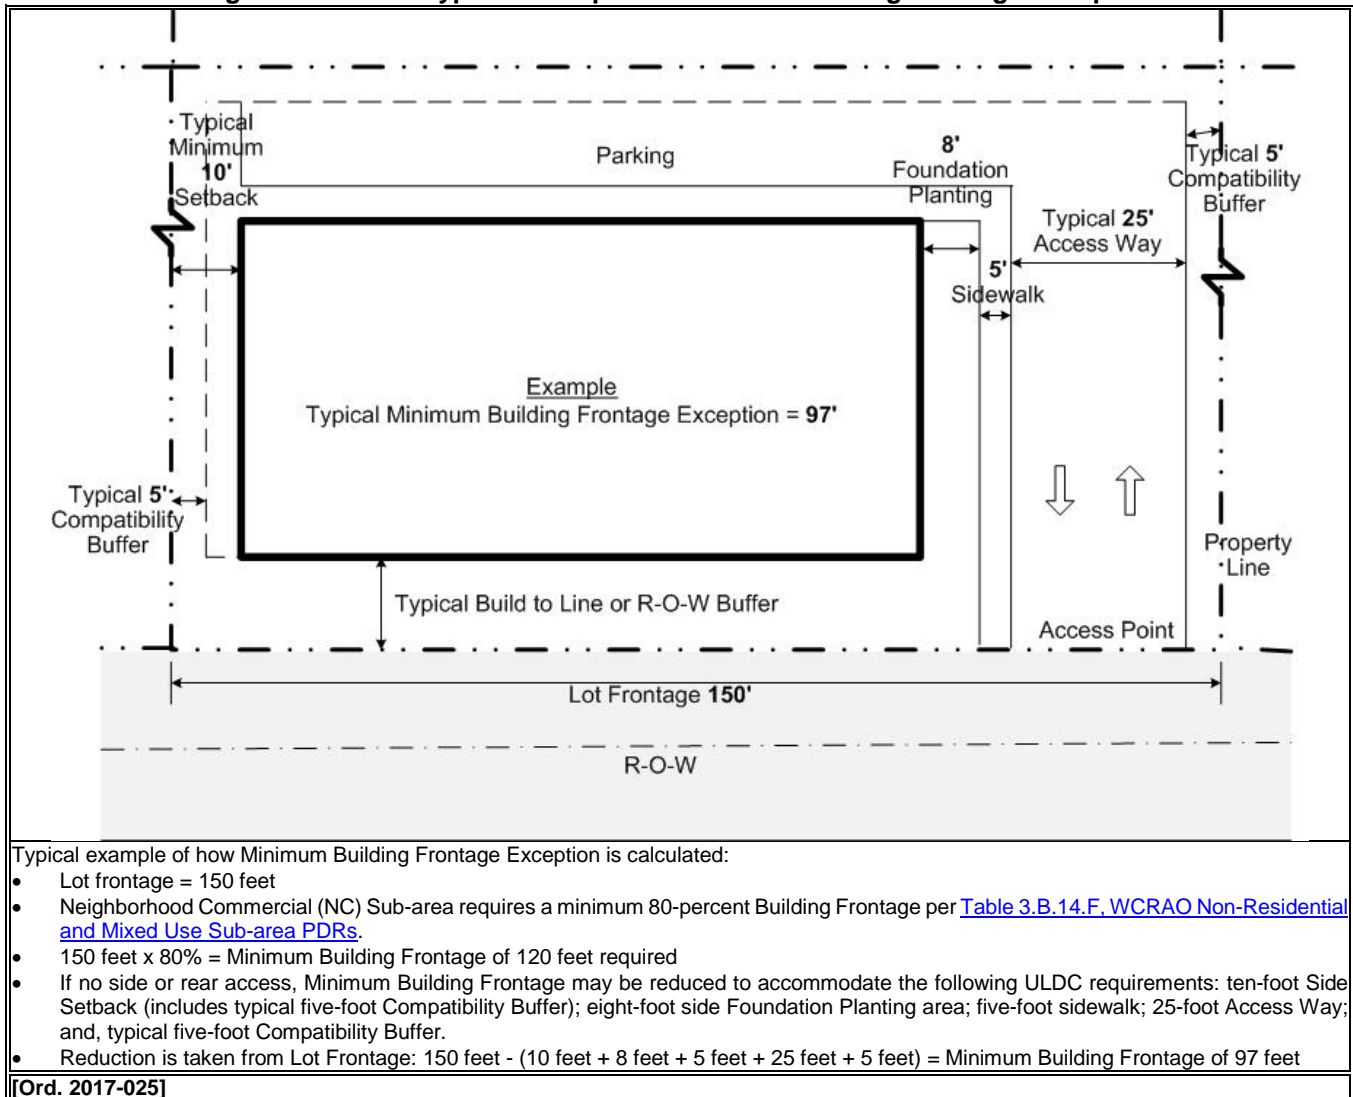 Typical
Minimum
10'
Setback
Parking
8'
Foundation
Planting
Typical 5'
Compatibility
Buffer
Typical 25'
Access Way
5'
Sidewalk
Example
Typical Minimum Building Frontage Exception = 97'
Typical 5'
Compatibility
Buffer
Property
Line
Typical Build to Line or R-O-W Buffer
Access Point
Lot Frontage 150'
R-O-W
Typical example of how Minimum Building Frontage Exception is calculated:
• Lot frontage = 150 feet
• Neighborhood Commercial (NC) Sub-area requires a minimum 80-percent Building Frontage per Table 3.B.14.F, WCRAO Non-Residential
and Mixed Use Sub-area PDRs.
• 150 feet x 80% = Minimum Building Frontage of 120 feet required
• If no side or rear access, Minimum Building Frontage may be reduced to accommodate the following ULDC requirements: ten-foot Side
Setback (includes typical five-foot Compatibility Buffer); eight-foot side Foundation Planting area; five-foot sidewalk; 25-foot Access Way;
and, typical five-foot Compatibility Buffer.
• Reduction is taken from Lot Frontage: 150 feet - (10 feet + 8 feet + 5 feet + 25 feet + 5 feet) = Minimum Building Frontage of 97 feet
[Ord. 2017-025]